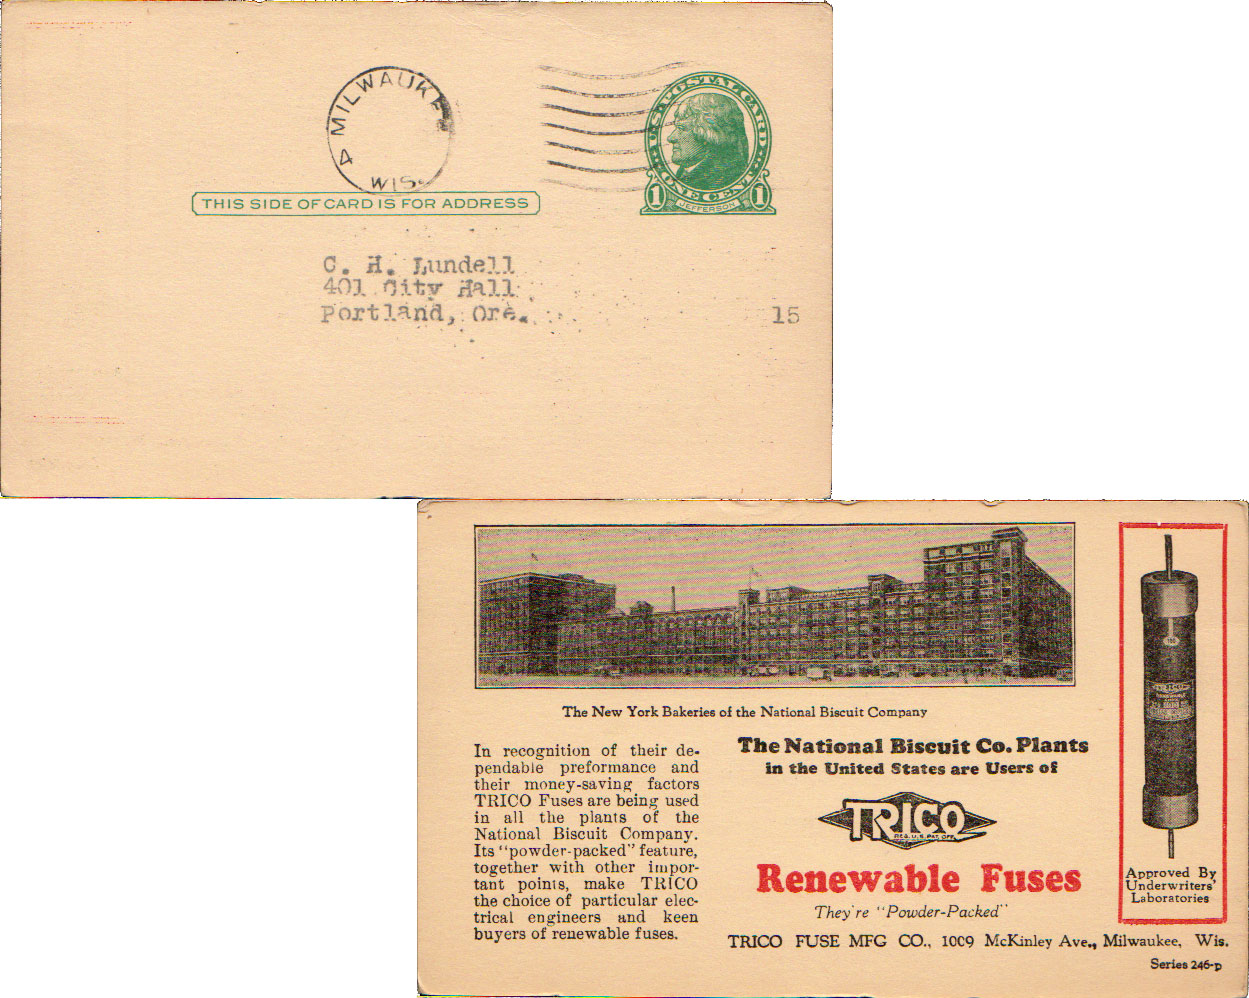 MILWAUKEE
4
WIS.
U.S. POSTAL CARD
1 ONE CENT 1
JEFFERSON
THIS SIDE OF CARD IS FOR ADDRESS
C. H. Lundell
401 City Hall
Portland, Ore.
15
The New York Bakeries of the National Biscuit Company
In recognition of their de-
pendable preformance and
their money-saving factors
TRICO Fuses are being used
in all the plants of the
National Biscuit Company.
Its "powder-packed" feature,
together with other impor-
tant points, make TRICO
the choice of particular elec-
trical engineers and keen
buyers of renewable fuses.
The National Biscuit Co. Plants
in the United States are Users of
TRICO
REG. U.S. PAT. OFF.
Renewable Fuses
They're "Powder-Packed"
TRICO
Approved By
Underwriters'
Laboratories
TRICO FUSE MFG CO., 1009 McKinley Ave., Milwaukee, Wis.
Series 246-p